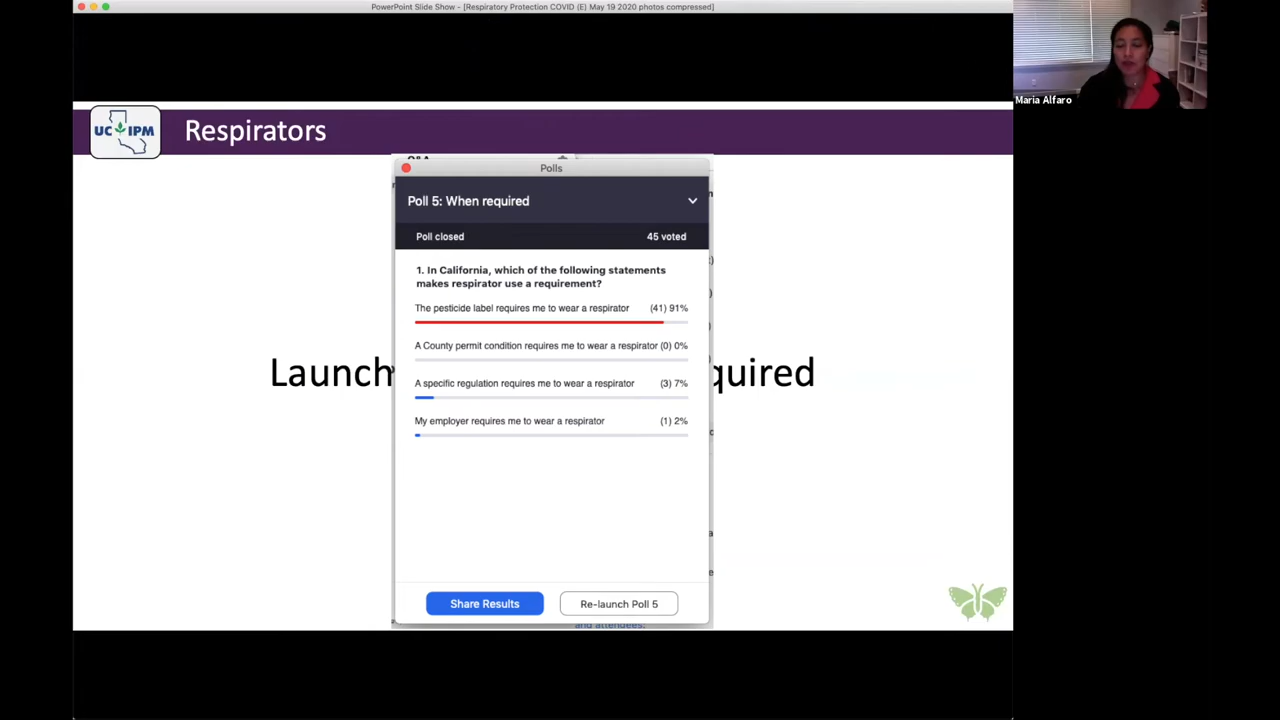 PowerPoint Slide Show - [Respiratory Protection COVID (E) May 19 2020 photos compressed]
Maria Alfaro
UC IPM
Respirators
Q&A
Polls
Poll 5: When required
Poll closed 45 voted
1. In California, which of the following statements
makes respirator use a requirement?
The pesticide label requires me to wear a respirator (41) 91%
A County permit condition requires me to wear a respirator (0) 0%
Launch quired
A specific regulation requires me to wear a respirator (3) 7%
My employer requires me to wear a respirator (1) 2%
Share Results Re-launch Poll 5
and attendees.